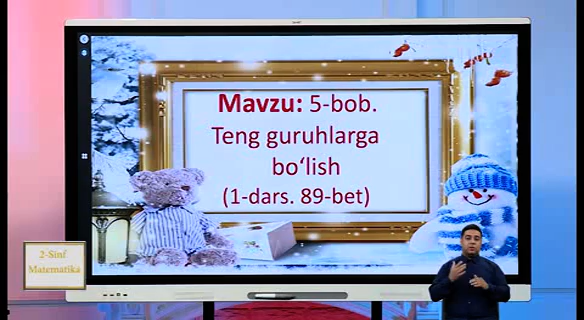 Mavzu: 5-bob.
Teng guruhlarga
bo‘lish
(1-dars. 89-bet)
2-Sinf
Matematika